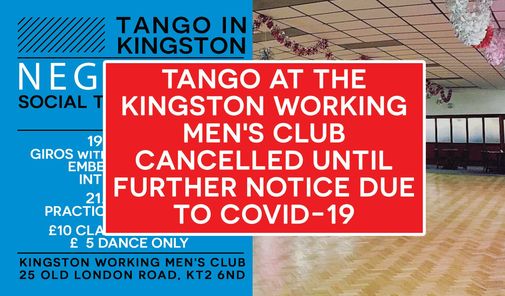 TANGO IN
KINGSTON
NEG
SOCIAL T
TANGO AT THE
KINGSTON WORKING
MEN'S CLUB
CANCELLED UNTIL
FURTHER NOTICE DUE
TO COVID-19
19
GIROS WITH
EMBE
INT
21.
PRACTIC
£10 CLA
£ 5 DANCE ONLY
KINGSTON WORKING MEN'S CLUB
25 OLD LONDON ROAD, KT2 6ND